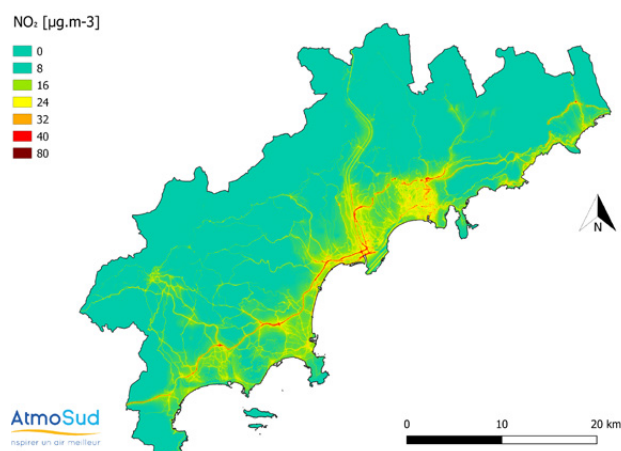 NO₂ [µg.m-3]
0
8
16
24
32
40
80
N
AtmoSud
nspirer un air meilleur
0 10 20 km